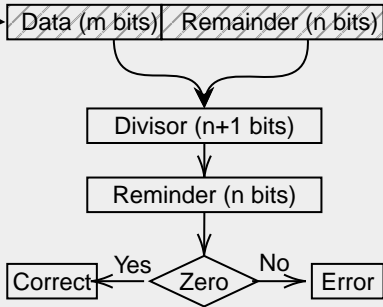 Data (m bits) Remainder (n bits)
Divisor (n+1 bits)
Reminder (n bits)
Yes Zero No
Correct Error